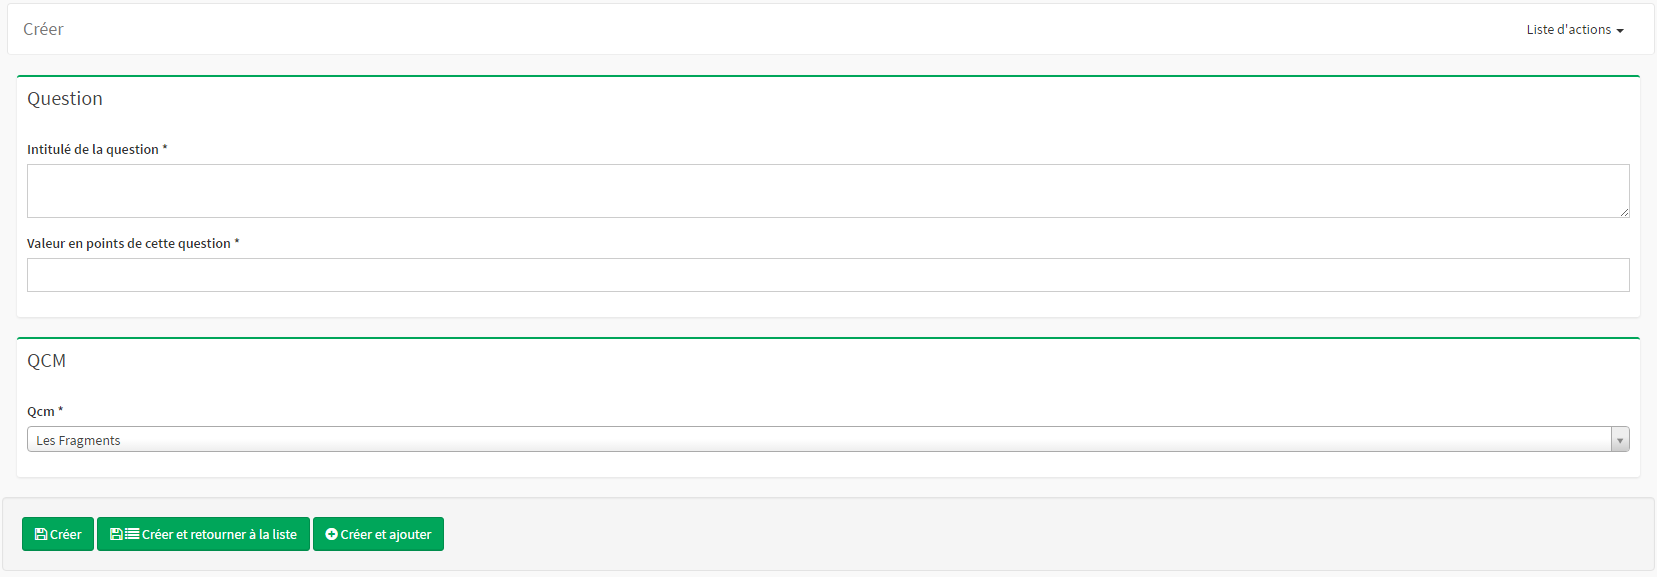 Créer
Liste d'actions
Question
Intitulé de la question *
Valeur en points de cette question *
QCM
Qcm *
Les Fragments
Créer
Créer et retourner à la liste
Créer et ajouter